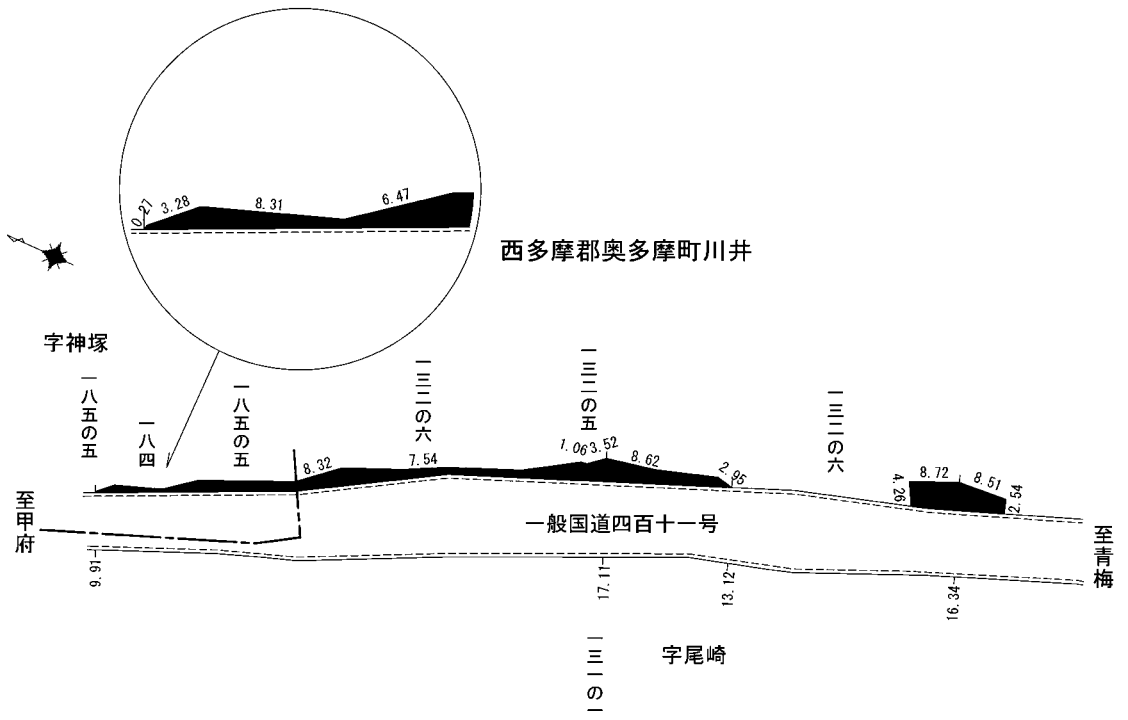 0.27
3.28
8.31
6.47
西多摩郡奥多摩町川井
字神塚
一八五の五
一八四
一八五の五
一三二の六
一三二の五
一三二の六
8.32
7.54
1.06
3.52
8.62
2.95
4.26
8.72
8.51
2.54
至甲府
一般国道四百十一号
至青梅
9.91
17.11
13.12
16.34
字尾崎
一三一の